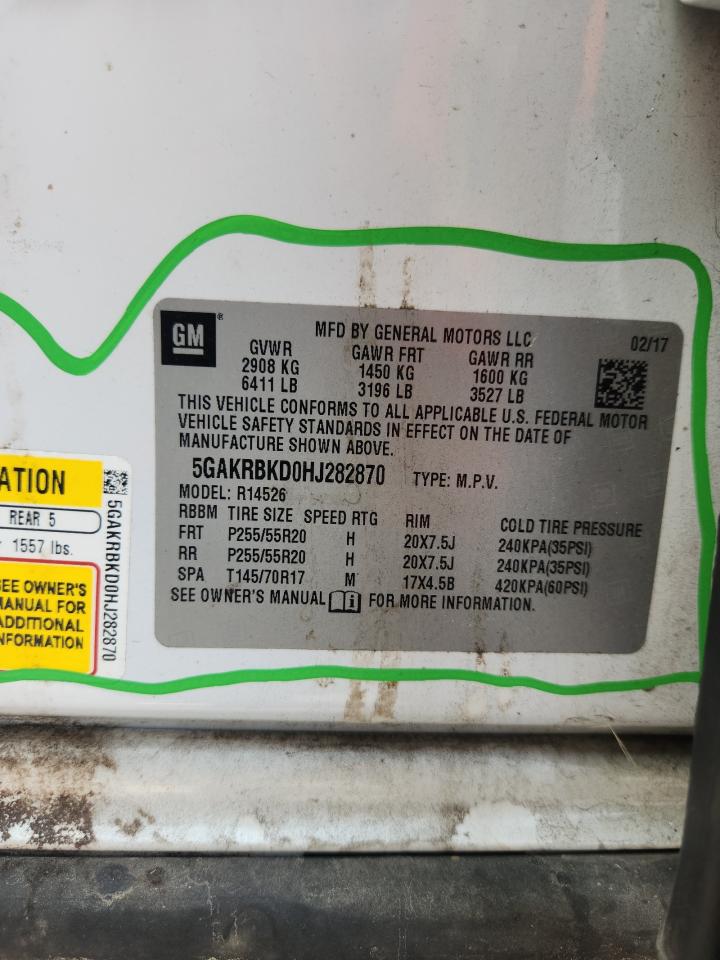 GM ®
MFD BY GENERAL MOTORS LLC 02/17
GVWR GAWR FRT GAWR RR
2908 KG 1450 KG 1600 KG
6411 LB 3196 LB 3527 LB
THIS VEHICLE CONFORMS TO ALL APPLICABLE U.S. FEDERAL MOTOR
VEHICLE SAFETY STANDARDS IN EFFECT ON THE DATE OF
MANUFACTURE SHOWN ABOVE.
5GAKRBKD0HJ282870 TYPE: M.P.V.
MODEL: R14526
RBBM TIRE SIZE SPEED RTG RIM COLD TIRE PRESSURE
FRT P255/55R20 H 20X7.5J 240KPA(35PSI)
RR P255/55R20 H 20X7.5J 240KPA(35PSI)
SPA T145/70R17 M 17X4.5B 420KPA(60PSI)
SEE OWNER'S MANUAL FOR MORE INFORMATION.
ATION
REAR 5
1557 lbs.
SEE OWNER'S
MANUAL FOR
ADDITIONAL
INFORMATION
5GAKRBKD0HJ282870